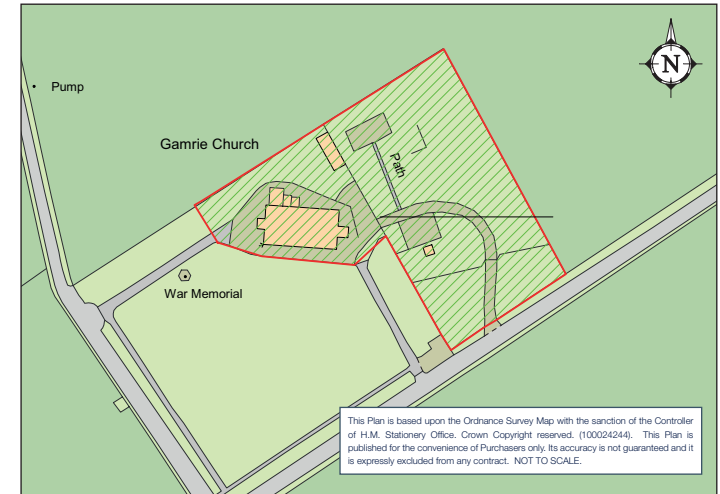 N
Pump
Gamrie Church
Path
War Memorial
This Plan is based upon the Ordnance Survey Map with the sanction of the Controller
of H.M. Stationery Office. Crown Copyright reserved. (100024244). This Plan is
published for the convenience of Purchasers only. Its accuracy is not guaranteed and it
is expressly excluded from any contract. NOT TO SCALE.